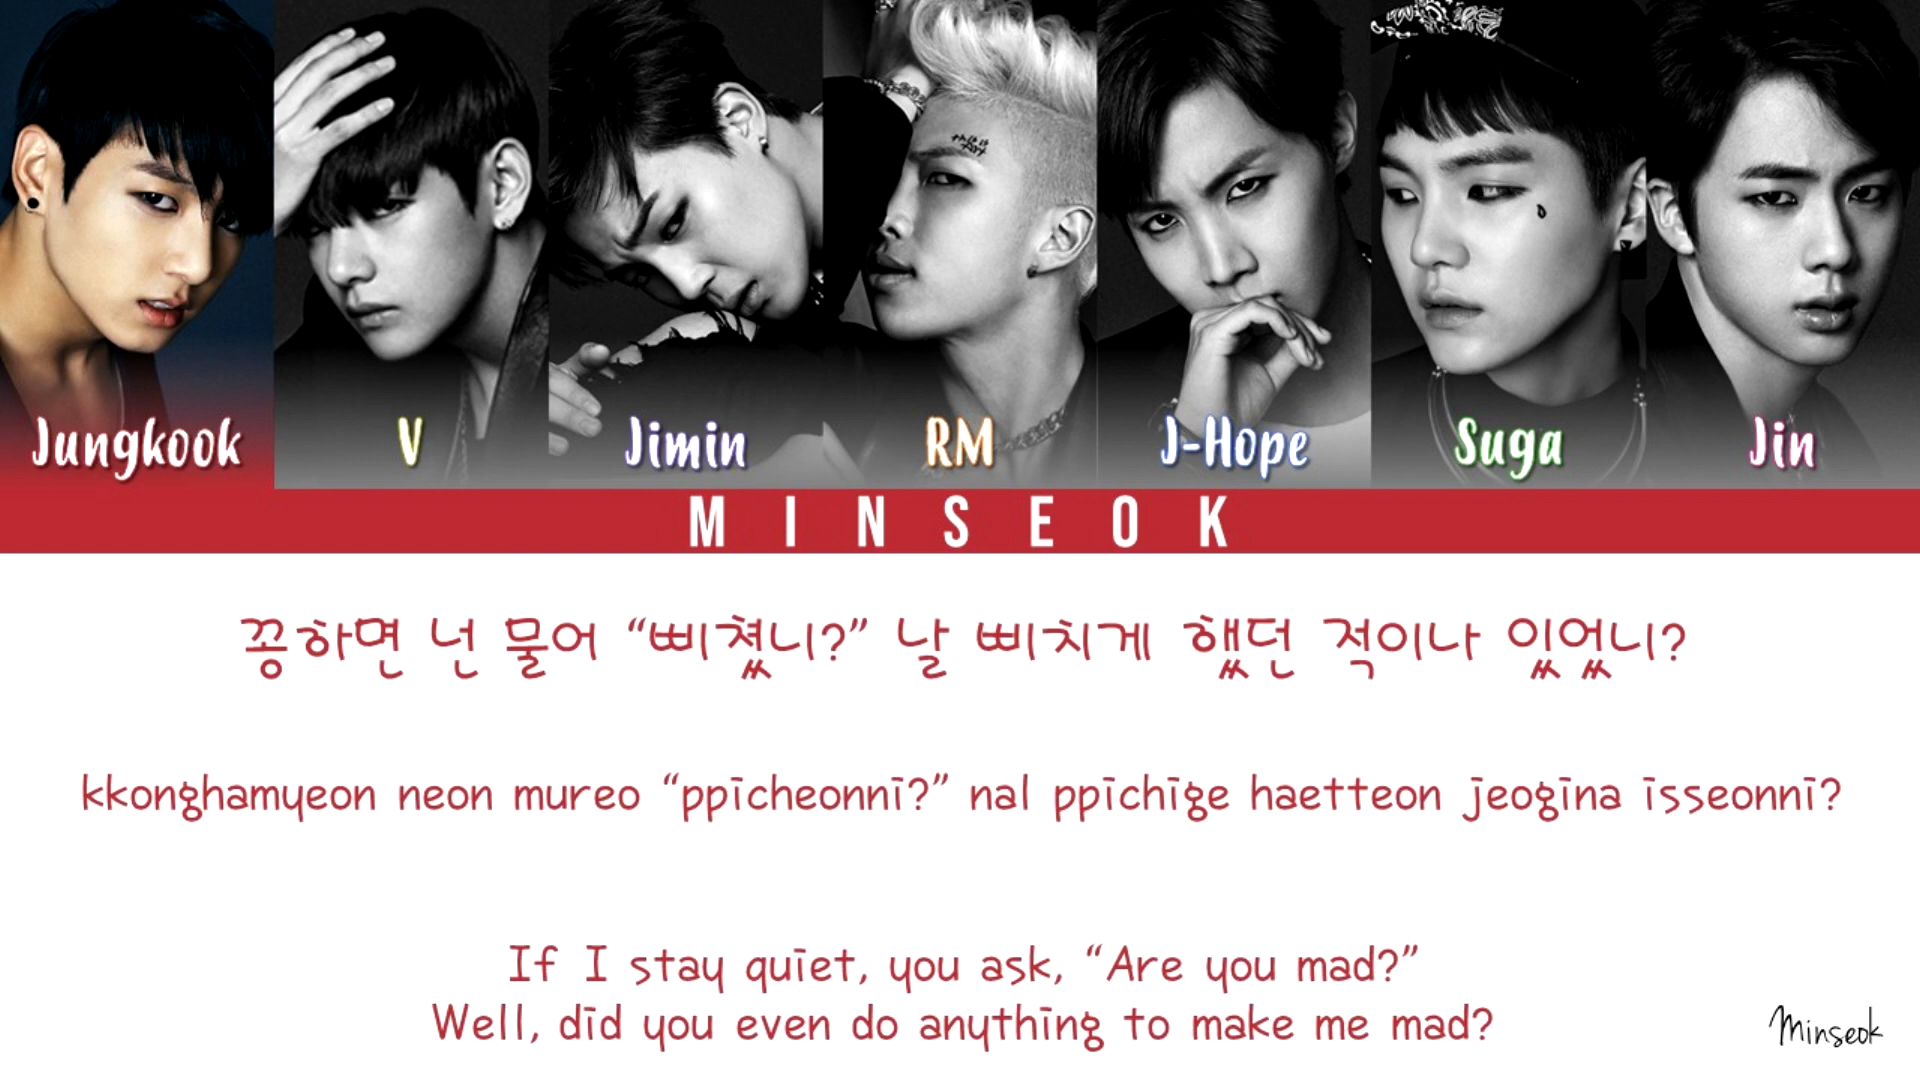 Jungkook V Jimin RM J-Hope Suga Jin
MINSEOK
꽁하면 넌 물어 “삐쳤니?” 날 삐치게 했던 적이나 있었니?
kkonghamyeon neon mureo “ppicheonni?” nal ppichige haetteon jeogina isseonni?
If I stay quiet, you ask, “Are you mad?”
Well, did you even do anything to make me mad?
Minseok